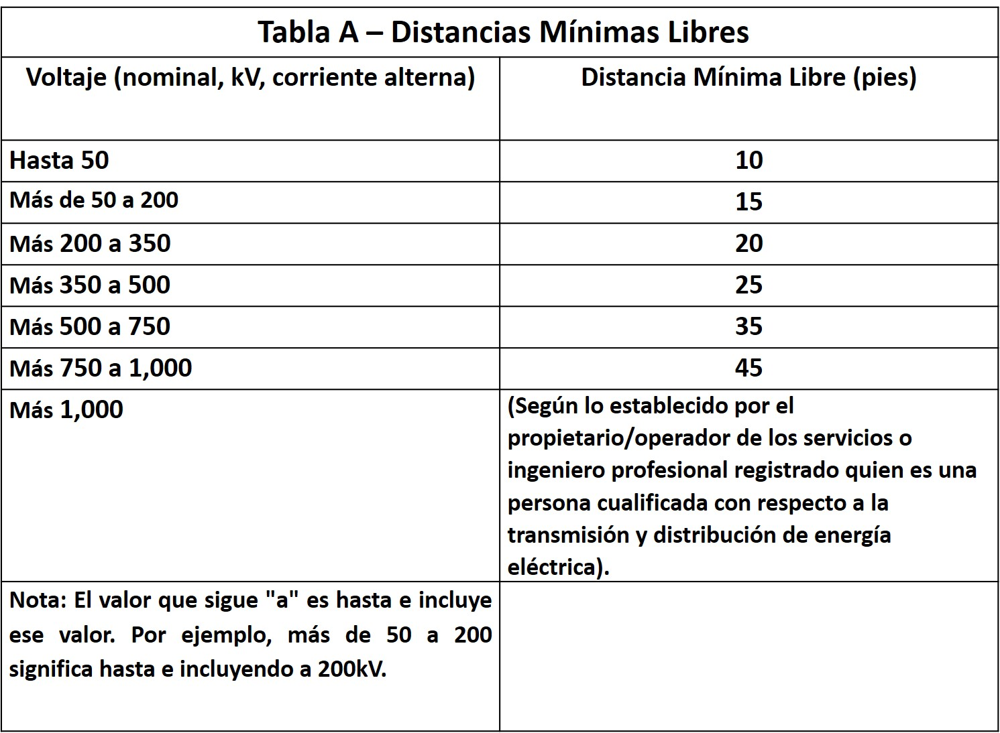 Tabla A – Distancias Mínimas Libres
Voltaje (nominal, kV, corriente alterna)
Distancia Mínima Libre (pies)
Hasta 50
10
Más de 50 a 200
15
Más 200 a 350
20
Más 350 a 500
25
Más 500 a 750
35
Más 750 a 1,000
45
Más 1,000
(Según lo establecido por el
propietario/operador de los servicios o
ingeniero profesional registrado quien es una
persona cualificada con respecto a la
transmisión y distribución de energía
eléctrica).
Nota: El valor que sigue "a" es hasta e incluye
ese valor. Por ejemplo, más de 50 a 200
significa hasta e incluyendo a 200kV.